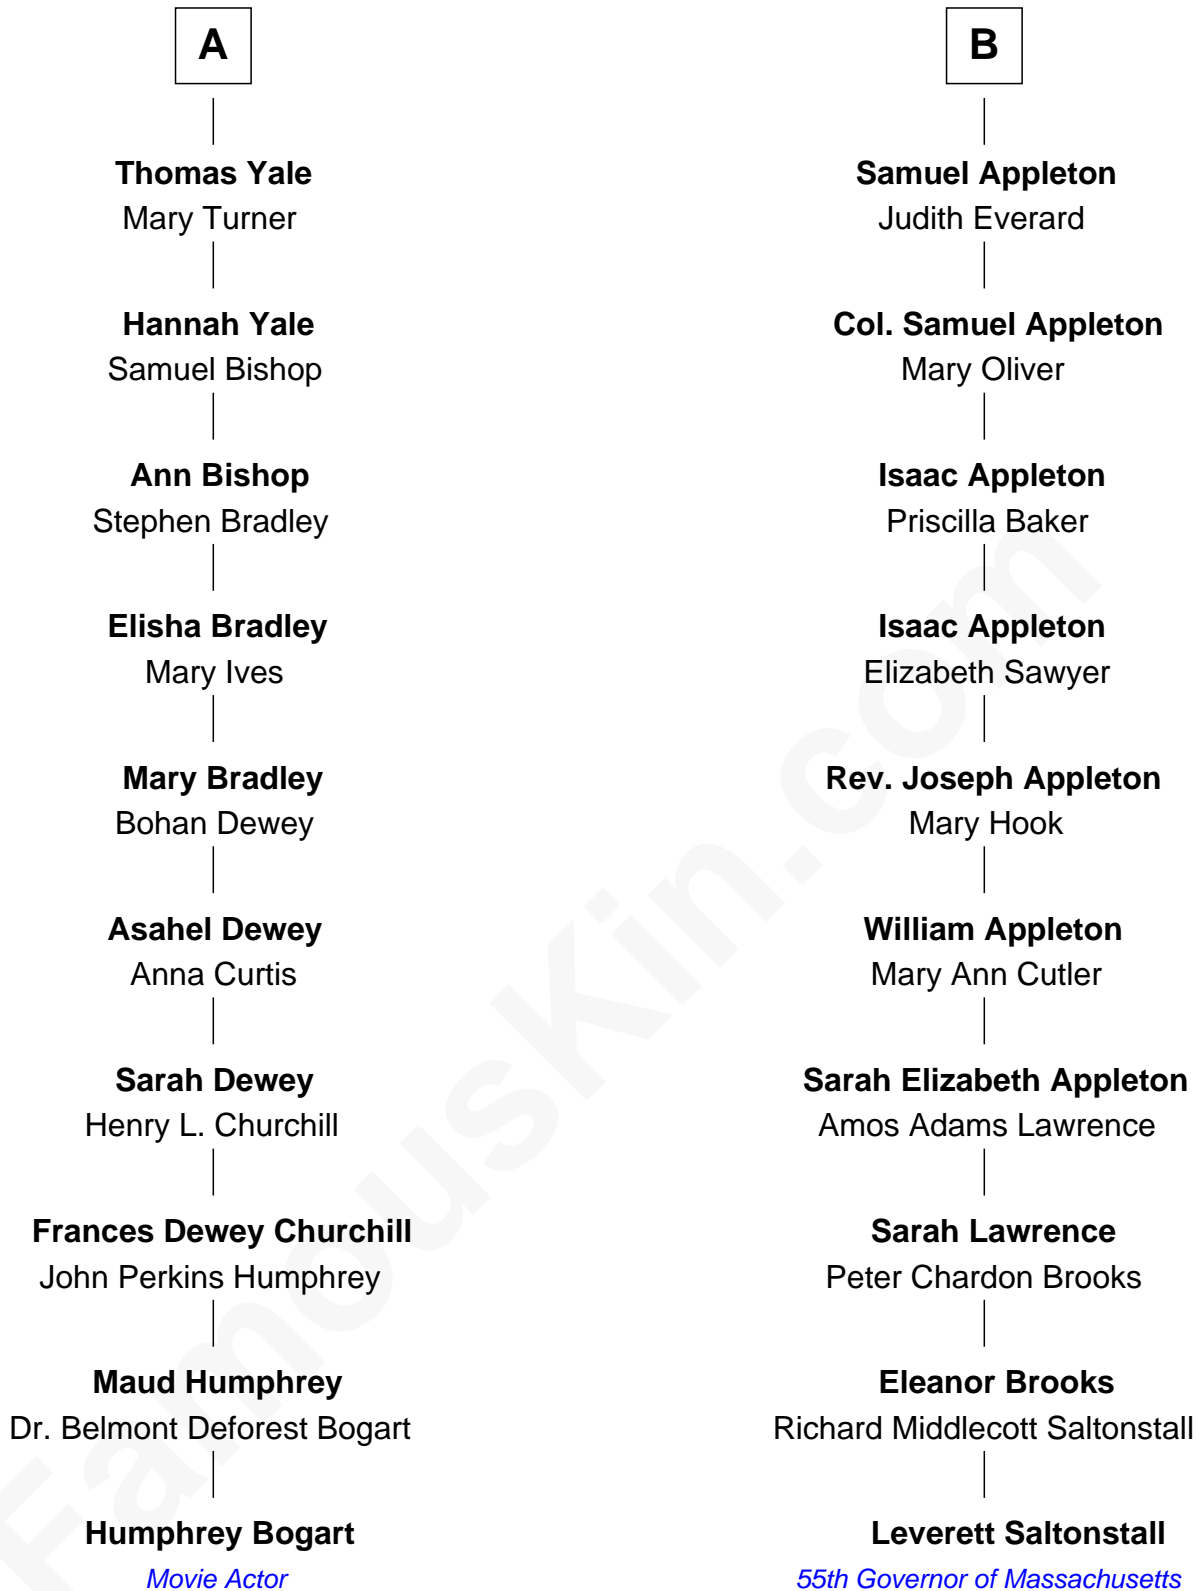 A
Thomas Yale
Mary Turner
Hannah Yale
Samuel Bishop
Ann Bishop
Stephen Bradley
Elisha Bradley
Mary Ives
Mary Bradley
Bohan Dewey
Asahel Dewey
Anna Curtis
Sarah Dewey
Henry L. Churchill
Frances Dewey Churchill
John Perkins Humphrey
Maud Humphrey
Dr. Belmont Deforest Bogart
Humphrey Bogart
Movie Actor
B
Samuel Appleton
Judith Everard
Col. Samuel Appleton
Mary Oliver
Isaac Appleton
Priscilla Baker
Isaac Appleton
Elizabeth Sawyer
Rev. Joseph Appleton
Mary Hook
William Appleton
Mary Ann Cutler
Sarah Elizabeth Appleton
Amos Adams Lawrence
Sarah Lawrence
Peter Chardon Brooks
Eleanor Brooks
Richard Middlecott Saltonstall
Leverett Saltonstall
55th Governor of Massachusetts
FamousKin.com